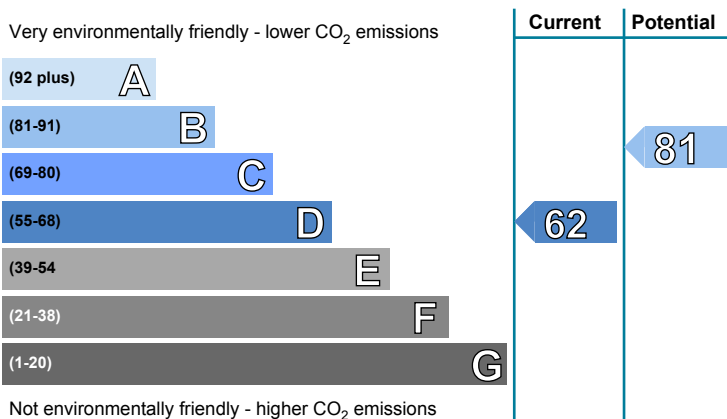 Very environmentally friendly - lower CO2 emissions
Current
Potential
(92 plus) A
(81-91) B
81
(69-80) C
(55-68) D
62
(39-54 E
(21-38) F
(1-20) G
Not environmentally friendly - higher CO2 emissions